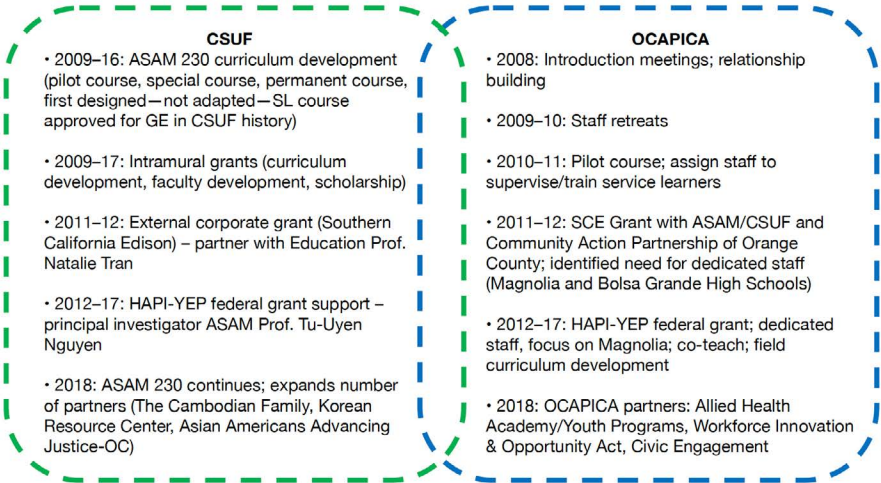 CSUF
• 2009–16: ASAM 230 curriculum development
(pilot course, special course, permanent course,
first designed—not adapted—SL course
approved for GE in CSUF history)
• 2009–17: Intramural grants (curriculum
development, faculty development, scholarship)
• 2011–12: External corporate grant (Southern
California Edison) – partner with Education Prof.
Natalie Tran
• 2012–17: HAPI-YEP federal grant support –
principal investigator ASAM Prof. Tu-Uyen
Nguyen
• 2018: ASAM 230 continues; expands number
of partners (The Cambodian Family, Korean
Resource Center, Asian Americans Advancing
Justice-OC)
OCAPICA
• 2008: Introduction meetings; relationship
building
• 2009–10: Staff retreats
• 2010–11: Pilot course; assign staff to
supervise/train service learners
• 2011–12: SCE Grant with ASAM/CSUF and
Community Action Partnership of Orange
County; identified need for dedicated staff
(Magnolia and Bolsa Grande High Schools)
• 2012–17: HAPI-YEP federal grant; dedicated
staff, focus on Magnolia; co-teach; field
curriculum development
• 2018: OCAPICA partners: Allied Health
Academy/Youth Programs, Workforce Innovation
& Opportunity Act, Civic Engagement